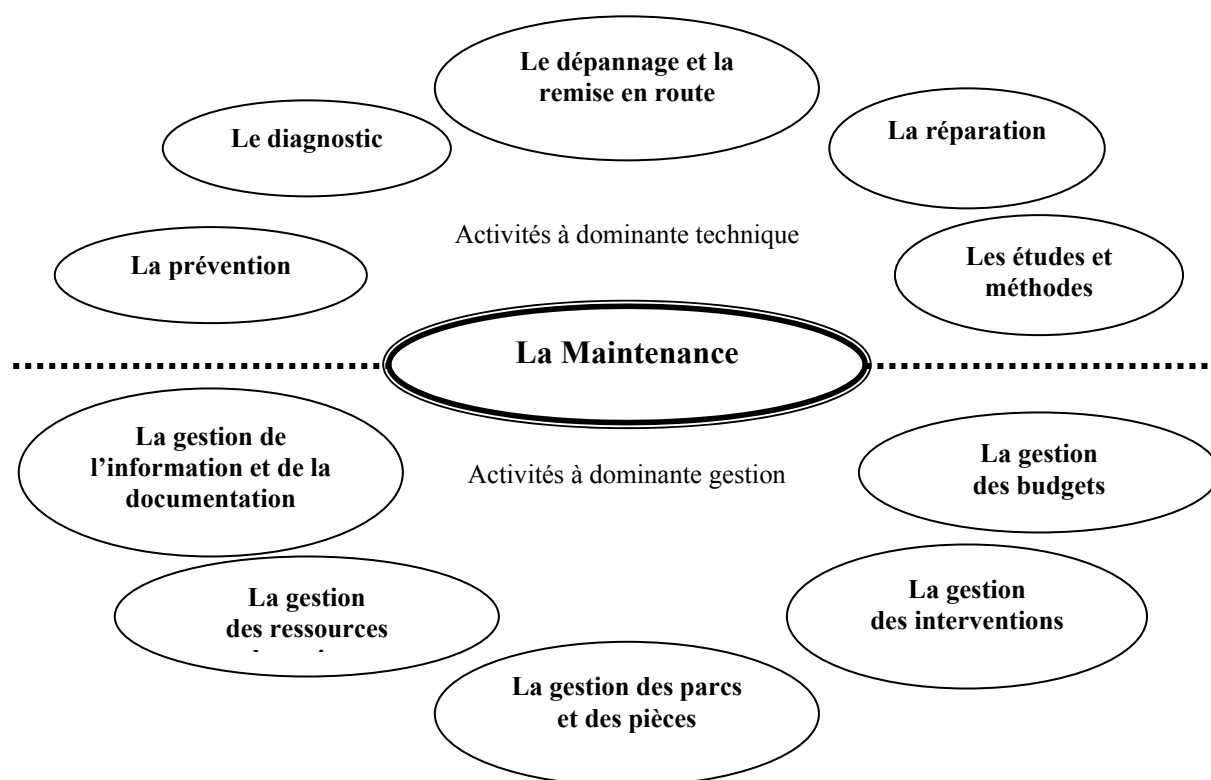 Le dépannage et la
remise en route
Le diagnostic
La réparation
Activités à dominante technique
La prévention
Les études et
méthodes
La Maintenance
La gestion de
l’information et de la
documentation
Activités à dominante gestion
La gestion
des budgets
La gestion
des ressources
La gestion
des interventions
La gestion des parcs
et des pièces